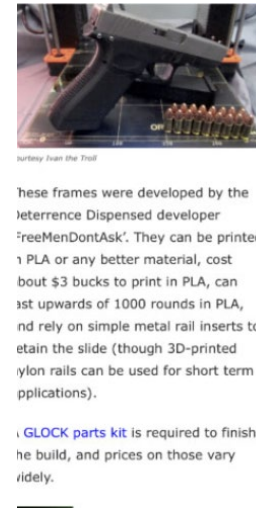 ourtesy Ivan the Troll
hese frames were developed by the
eterrence Dispensed developer
FreeMenDontAsk'. They can be printe
n PLA or any better material, cost
bout $3 bucks to print in PLA, can
ast upwards of 1000 rounds in PLA,
nd rely on simple metal rail inserts to
etain the slide (though 3D-printed
ylon rails can be used for short term
pplications).
GLOCK parts kit is required to finish
he build, and prices on those vary
videly.